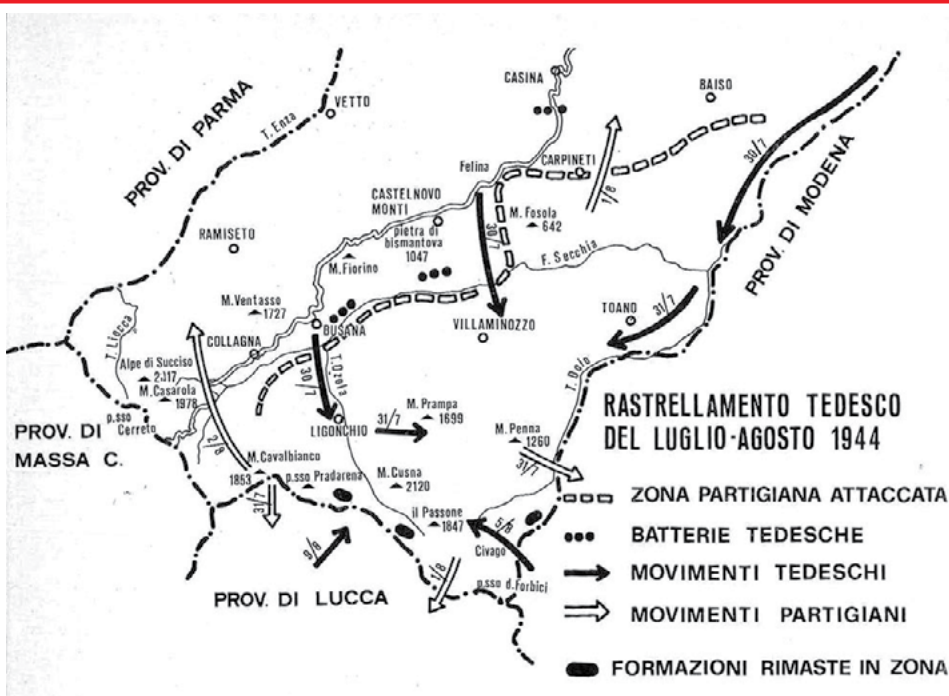 CASINA
BAISO
VETTO
T. Enza
PROV. DI PARMA
30/7
Felina
CARPINETI
1/8
CASTELNOVO
MONTI
pietra di
bismantova
1047
M. Fosola
642
30/7
PROV. DI MODENA
RAMISETO
M. Fiorino
F. Secchia
M. Ventasso
1727
BUSANA
VILLAMINOZZO
TOANO
31/7
T. Liocca
COLLAGNA
T. Ozola
30/7
T. Dolo
Alpe di Succiso
2017
M. Casarola
1978
p.sso
Cerreto
2/8
LIGONCHIO
31/7
M. Prampa
1699
M. Penna
1260
31/7
RASTRELLAMENTO TEDESCO
DEL LUGLIO-AGOSTO 1944
PROV. DI
MASSA C.
M. Cavalbianco
1853
31/7
p.sso Pradarena
M. Cusna
2120
il Passone
1847
5/8
Civago
p.sso d. Forbici
9/8
1/8
PROV. DI LUCCA
ZONA PARTIGIANA ATTACCATA
BATTERIE TEDESCHE
MOVIMENTI TEDESCHI
MOVIMENTI PARTIGIANI
FORMAZIONI RIMASTE IN ZONA